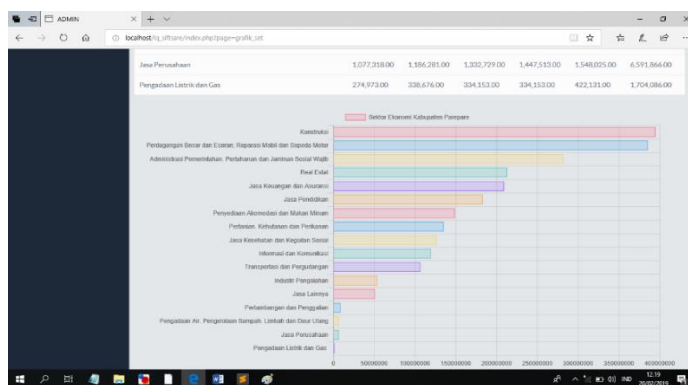 ADMIN
localhost/iq_siftsare/index.php?page=grafik_set
Jasa Perusahaan 1,077,318.00 1,186,281.00 1,332,729.00 1,447,513.00 1,548,025.00 6,591,866.00
Pengadaan Listrik dan Gas 274,973.00 338,676.00 334,153.00 334,153.00 422,131.00 1,704,086.00
Sektor Ekonomi Kabupaten Parepare
Konstruksi
Perdagangan Besar dan Eceran; Reparasi Mobil dan Sepeda Motor
Administrasi Pemerintahan, Pertahanan dan Jaminan Sosial Wajib
Real Estat
Jasa Keuangan dan Asuransi
Jasa Pendidikan
Penyediaan Akomodasi dan Makan Minum
Pertanian, Kehutanan dan Perikanan
Jasa Kesehatan dan Kegiatan Sosial
Informasi dan Komunikasi
Transportasi dan Pergudangan
Industri Pengolahan
Jasa Lainnya
Pertambangan dan Penggalian
Pengadaan Air, Pengelolaan Sampah, Limbah dan Daur Ulang
Jasa Perusahaan
Pengadaan Listrik dan Gas
0 50000000 100000000 150000000 200000000 250000000 300000000 350000000 400000000
IND
12.19
20/02/2019